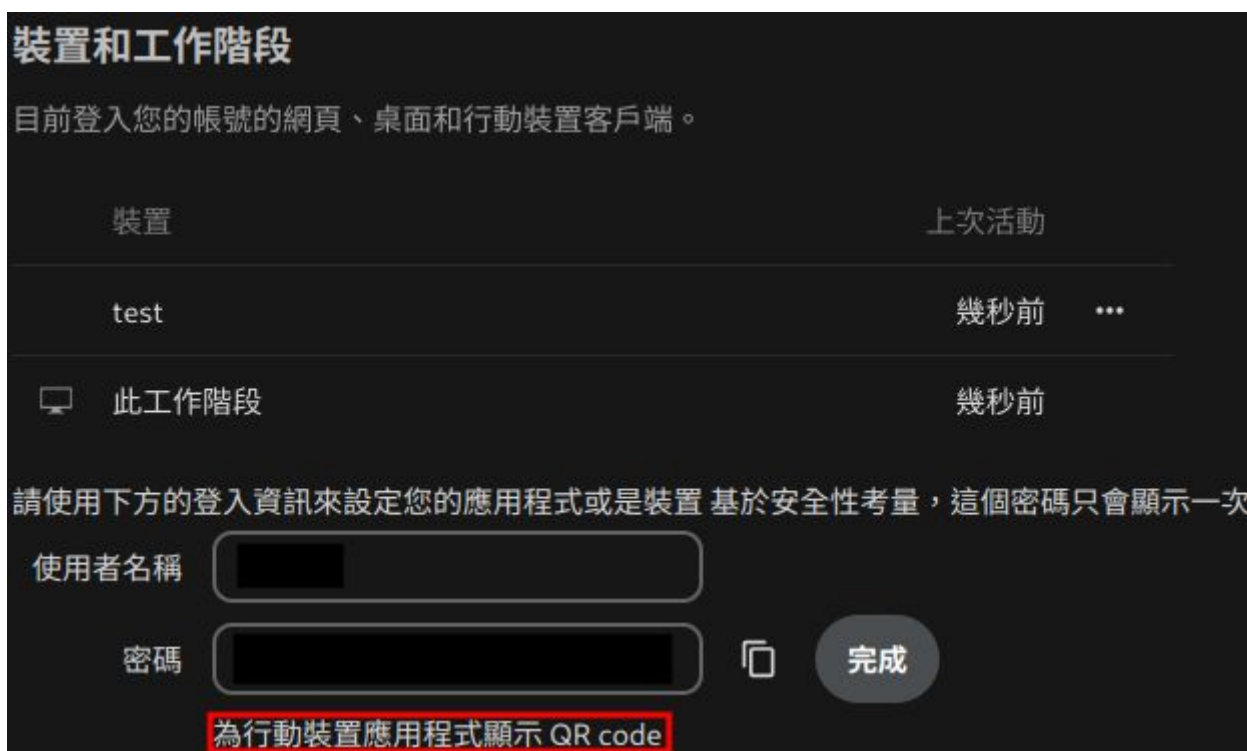 裝置和工作階段
目前登入您的帳號的網頁、桌面和行動裝置客戶端。
裝置 上次活動
test 幾秒前 •••
此工作階段 幾秒前
請使用下方的登入資訊來設定您的應用程式或是裝置 基於安全性考量，這個密碼只會顯示一次
使用者名稱
密碼 完成
為行動裝置應用程式顯示 QR code